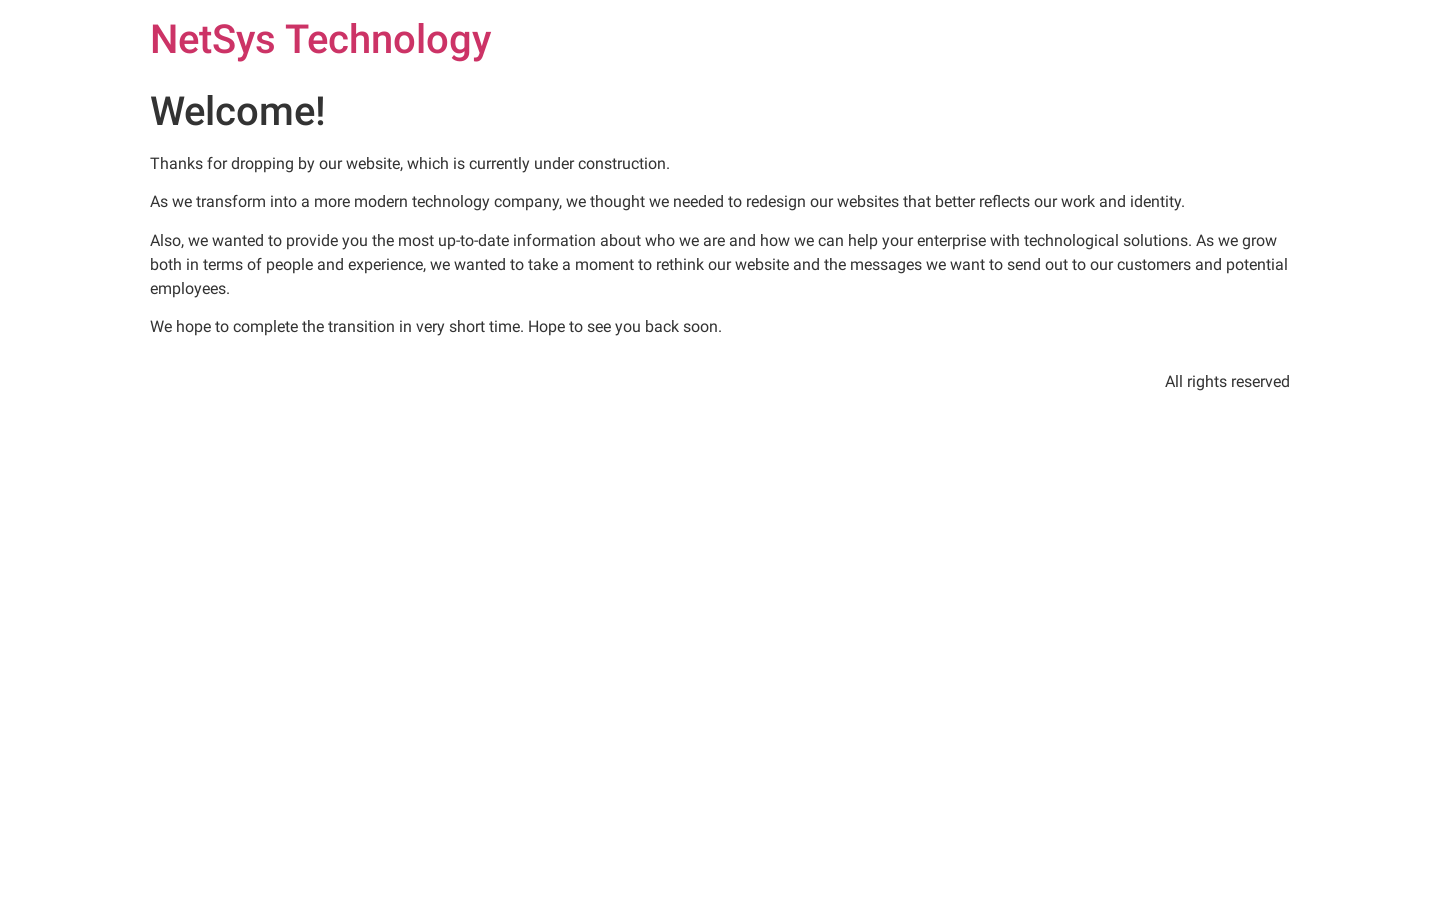 NetSys Technology
Welcome!
Thanks for dropping by our website, which is currently under construction.
As we transform into a more modern technology company, we thought we needed to redesign our websites that better reflects our work and identity.
Also, we wanted to provide you the most up-to-date information about who we are and how we can help your enterprise with technological solutions. As we grow
both in terms of people and experience, we wanted to take a moment to rethink our website and the messages we want to send out to our customers and potential
employees.
We hope to complete the transition in very short time. Hope to see you back soon.
All rights reserved